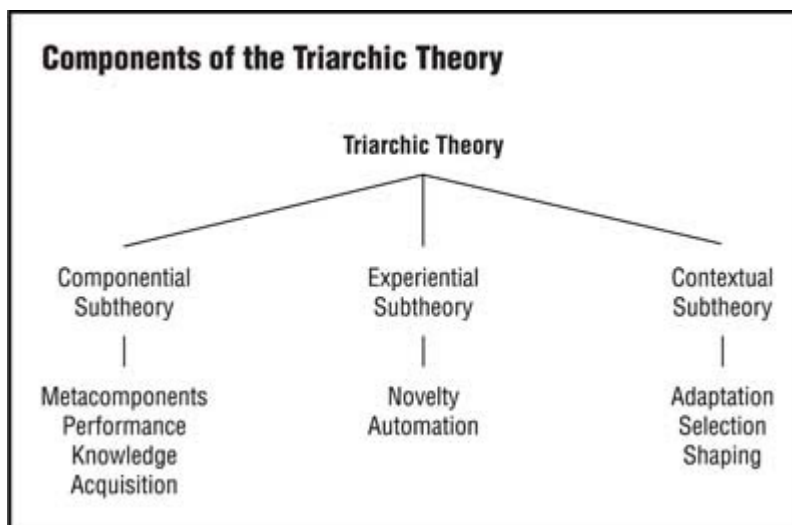 Components of the Triarchic Theory
Triarchic Theory
Componential
Subtheory
Experiential
Subtheory
Contextual
Subtheory
Metacomponents
Performance
Knowledge
Acquisition
Novelty
Automation
Adaptation
Selection
Shaping